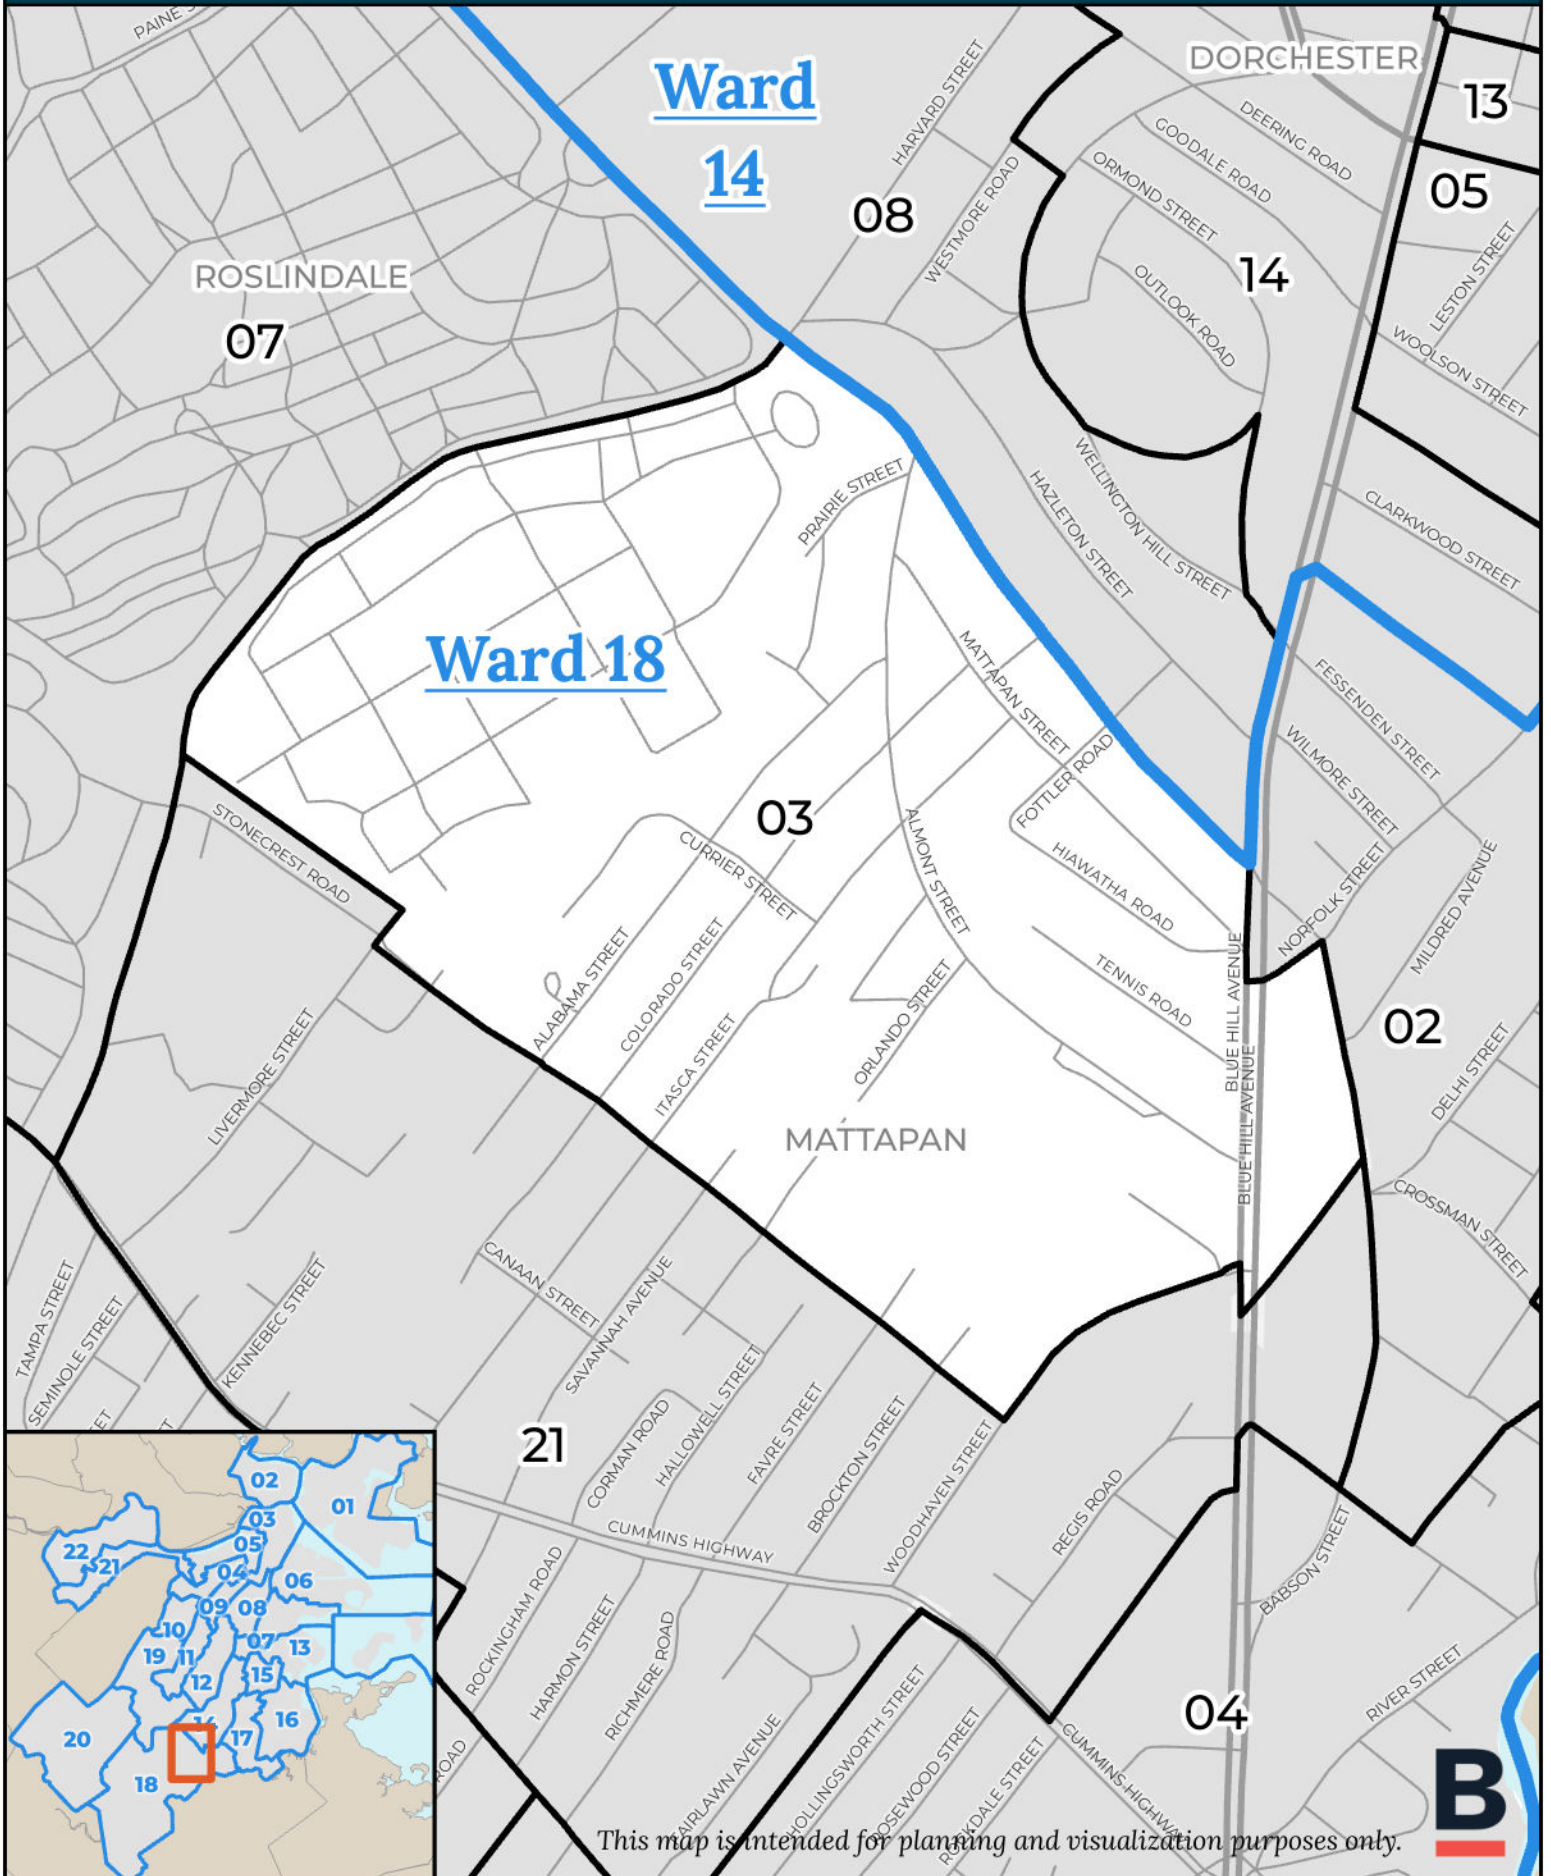 PAINE S
Ward
14
DORCHESTER
13
HARVARD STREET
DEERING ROAD
GOODALE ROAD
05
ORMOND STREET
08
WESTMORE ROAD
ROSLINDALE
14
LESTON STREET
OUTLOOK ROAD
07
WOOLSON STREET
PRAIRIE STREET
WELLINGTON HILL STREET
HAZLETON STREET
CLARKWOOD STREET
Ward 18
MATTAPAN STREET
FESSENDEN STREET
WILMORE STREET
FOTTLER ROAD
03
STONECREST ROAD
CURRIER STREET
ALMONT STREET
HIAWATHA ROAD
NORFOLK STREET
MILDRED AVENUE
ALABAMA STREET
COLORADO STREET
ITASCA STREET
ORLANDO STREET
TENNIS ROAD
BLUE HILL AVENUE
BLUE HILL AVENUE
02
DELHI STREET
LIVERMORE STREET
MATTAPAN
CROSSMAN STREET
TAMPA STREET
SEMINOLE STREET
KENNEBEC STREET
CANAAN STREET
SAVANNAH AVENUE
EET
ET
21
CORMAN ROAD
HALLOWELL STREET
FAVRE STREET
BROCKTON STREET
WOODHAVEN STREET
REGIS ROAD
CUMMINS HIGHWAY
BABSON STREET
ROCKINGHAM ROAD
HARMON STREET
RICHMERE ROAD
ROAD
FAIRLAWN AVENUE
HOLLINGSWORTH STREET
ROSEWOOD STREET
ROCKDALE STREET
CUMMINS HIGHWAY
04
RIVER STREET
02
01
03
05
22
21
04
06
09
08
10
07
13
19
11
12
15
14
16
17
20
18
B
This map is intended for planning and visualization purposes only.